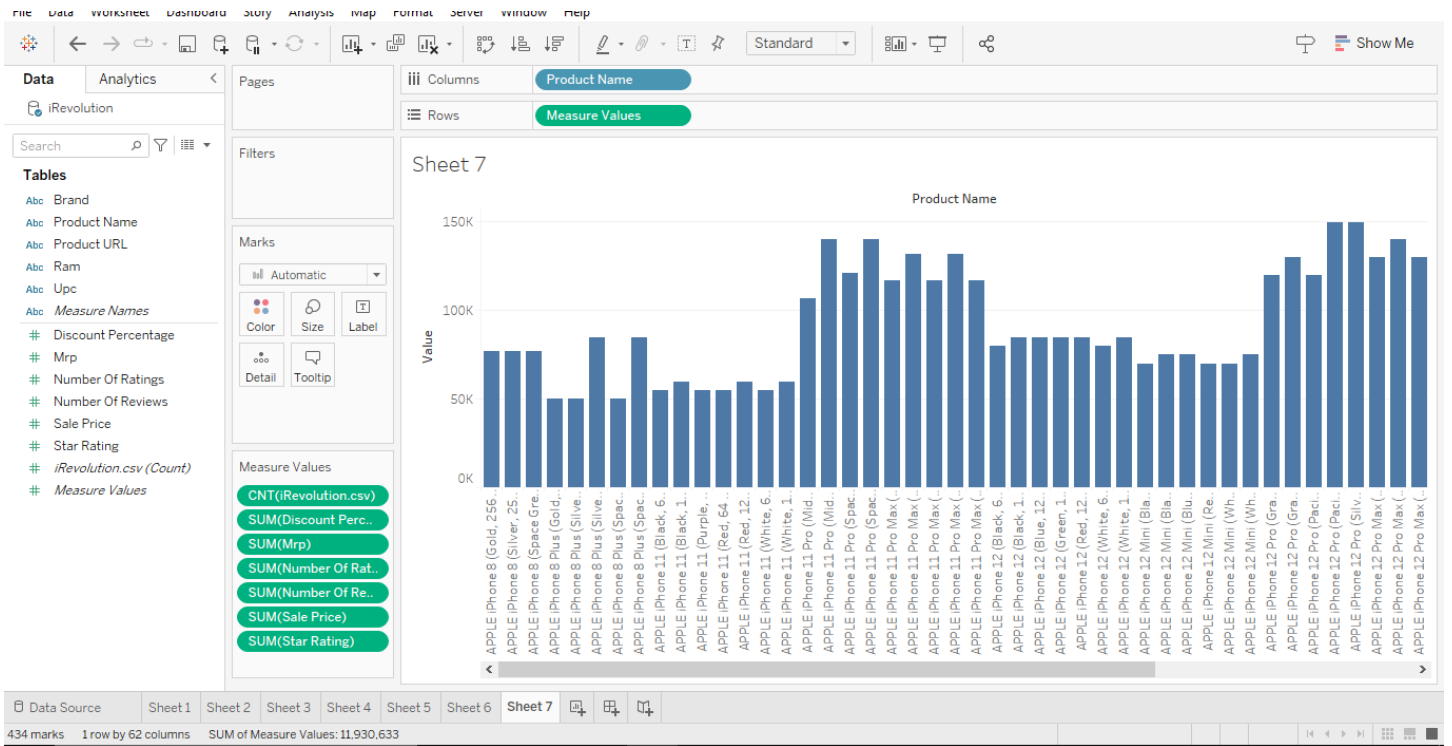 File Data Worksheet Dashboard Story Analysis Map Format Server Window Help
Standard
Show Me
Data Analytics
iRevolution
Search
Tables
Abc Brand
Abc Product Name
Abc Product URL
Abc Ram
Abc Upc
Abc Measure Names
# Discount Percentage
# Mrp
# Number Of Ratings
# Number Of Reviews
# Sale Price
# Star Rating
# iRevolution.csv (Count)
# Measure Values
Pages
Filters
Marks
Automatic
Color Size Label
Detail Tooltip
Measure Values
CNT(iRevolution.csv)
SUM(Discount Perc..
SUM(Mrp)
SUM(Number Of Rat..
SUM(Number Of Re..
SUM(Sale Price)
SUM(Star Rating)
Columns Product Name
Rows Measure Values
Sheet 7
Product Name
Value
150K
100K
50K
0K
APPLE iPhone 8 (Gold, 256 ..
APPLE iPhone 8 (Silver, 25..
APPLE iPhone 8 (Space Gre..
APPLE iPhone 8 Plus (Gold,..
APPLE iPhone 8 Plus (Silve..
APPLE iPhone 8 Plus (Silve..
APPLE iPhone 8 Plus (Spac..
APPLE iPhone 8 Plus (Spac..
APPLE iPhone 11 (Black, 6..
APPLE iPhone 11 (Black, 1..
APPLE iPhone 11 (Purple, ..
APPLE iPhone 11 (Red, 64 ..
APPLE iPhone 11 (Red, 12..
APPLE iPhone 11 (White, 6..
APPLE iPhone 11 (White, 1..
APPLE iPhone 11 Pro (Mid..
APPLE iPhone 11 Pro (Mid..
APPLE iPhone 11 Pro (Spac..
APPLE iPhone 11 Pro (Spac..
APPLE iPhone 11 Pro Max (..
APPLE iPhone 11 Pro Max (..
APPLE iPhone 11 Pro Max (..
APPLE iPhone 11 Pro Max (..
APPLE iPhone 11 Pro Max (..
APPLE iPhone 12 (Black, 6..
APPLE iPhone 12 (Black, 1..
APPLE iPhone 12 (Blue, 12..
APPLE iPhone 12 (Green, 1..
APPLE iPhone 12 (Red, 12..
APPLE iPhone 12 (White, 6..
APPLE iPhone 12 (White, 1..
APPLE iPhone 12 Mini (Bla..
APPLE iPhone 12 Mini (Bla..
APPLE iPhone 12 Mini (Blu..
APPLE iPhone 12 Mini (Re..
APPLE iPhone 12 Mini (Wh..
APPLE iPhone 12 Mini (Wh..
APPLE iPhone 12 Pro (Gra..
APPLE iPhone 12 Pro (Gra..
APPLE iPhone 12 Pro (Paci..
APPLE iPhone 12 Pro (Paci..
APPLE iPhone 12 Pro (Silv..
APPLE iPhone 12 Pro Max (..
APPLE iPhone 12 Pro Max (..
APPLE iPhone 12 Pro Max (..
Data Source Sheet 1 Sheet 2 Sheet 3 Sheet 4 Sheet 5 Sheet 6 Sheet 7
434 marks 1 row by 62 columns SUM of Measure Values: 11,930,633